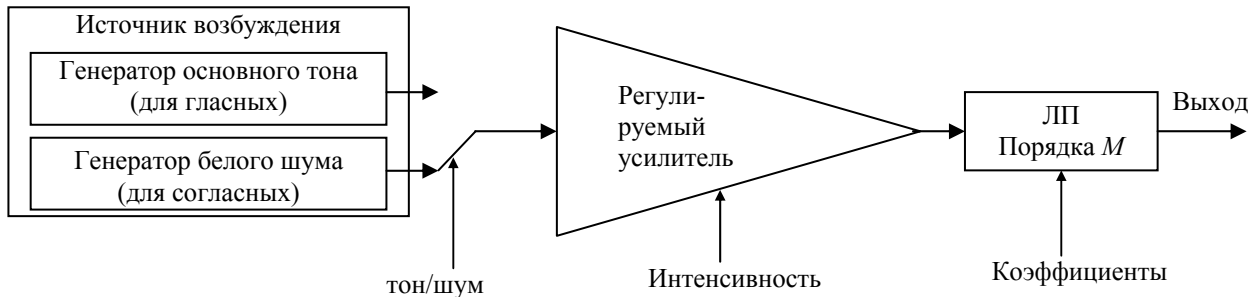 Источник возбуждения
Генератор основного тона
(для гласных)
Генератор белого шума
(для согласных)
тон/шум
Регули-
руемый
усилитель
Интенсивность
ЛП
Порядка M
Коэффициенты
Выход